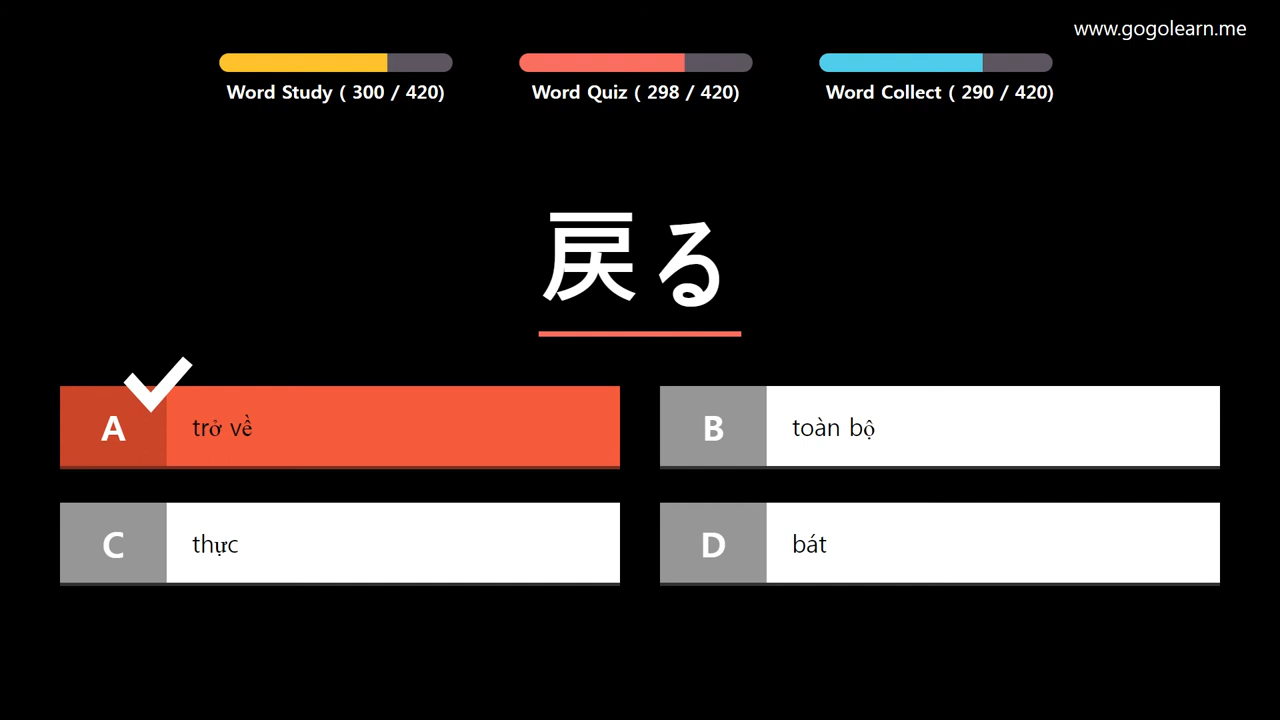 www.gogolearn.me
Word Study ( 300 / 420)
Word Quiz ( 298 / 420)
Word Collect ( 290 / 420)
戻る
A
trở về
B
toàn bộ
C
thực
D
bát